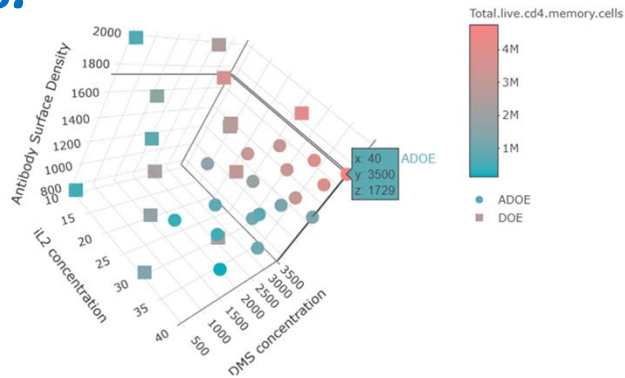 Total.live.cd4.memory.cells
4M
3M
2M
1M
ADOE
DOE
Antibody Surface Density
2000
1800
1600
1400
1200
1000
800
iL2 concentration
10
15
20
25
30
35
40
DMS concentration
500
1000
1500
2000
2500
3000
3500
x: 40
y: 3500
z: 1729
ADOE